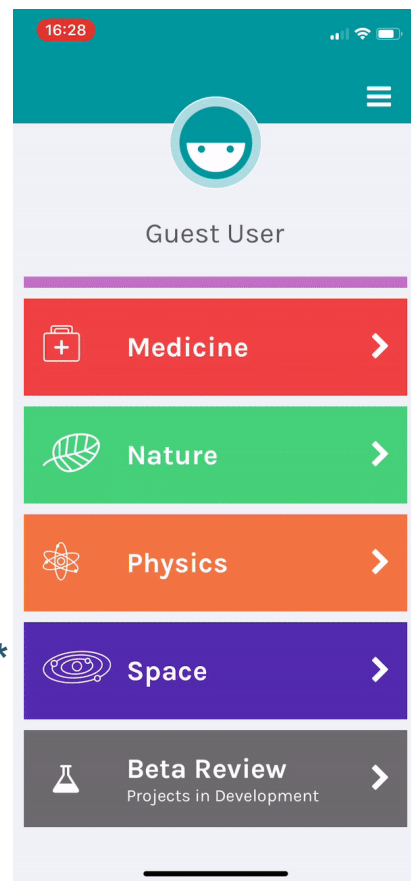 16:28
Guest User
Medicine
Nature
Physics
*
Space
Beta Review
Projects in Development